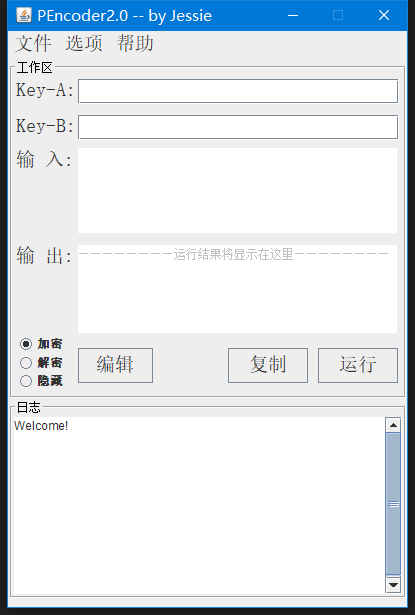 PEncoder2.0 -- by Jessie
文件 选项 帮助
工作区
Key-A:
Key-B:
输 入:
输 出:
--------运行结果将显示在这里--------
加密
解密
隐藏
编辑 复制 运行
日志
Welcome!